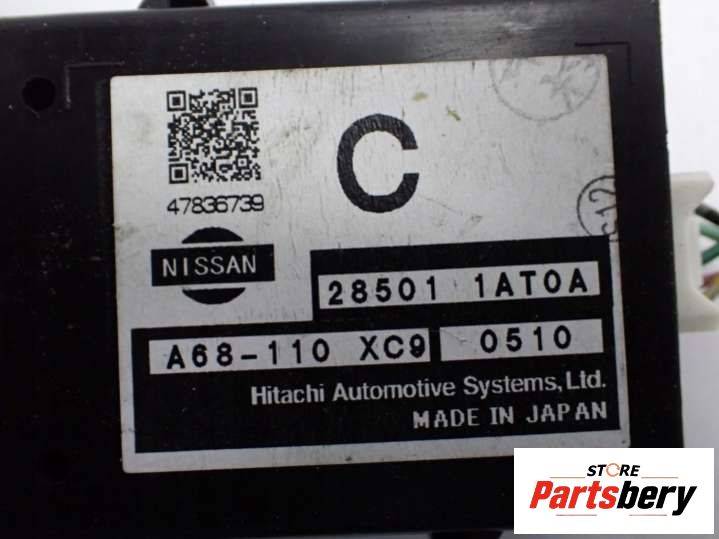 C
47836739
NISSAN
28501 1AT0A
A68-110 XC9 0510
Hitachi Automotive Systems, Ltd.
MADE IN JAPAN
STORE
Partsbery